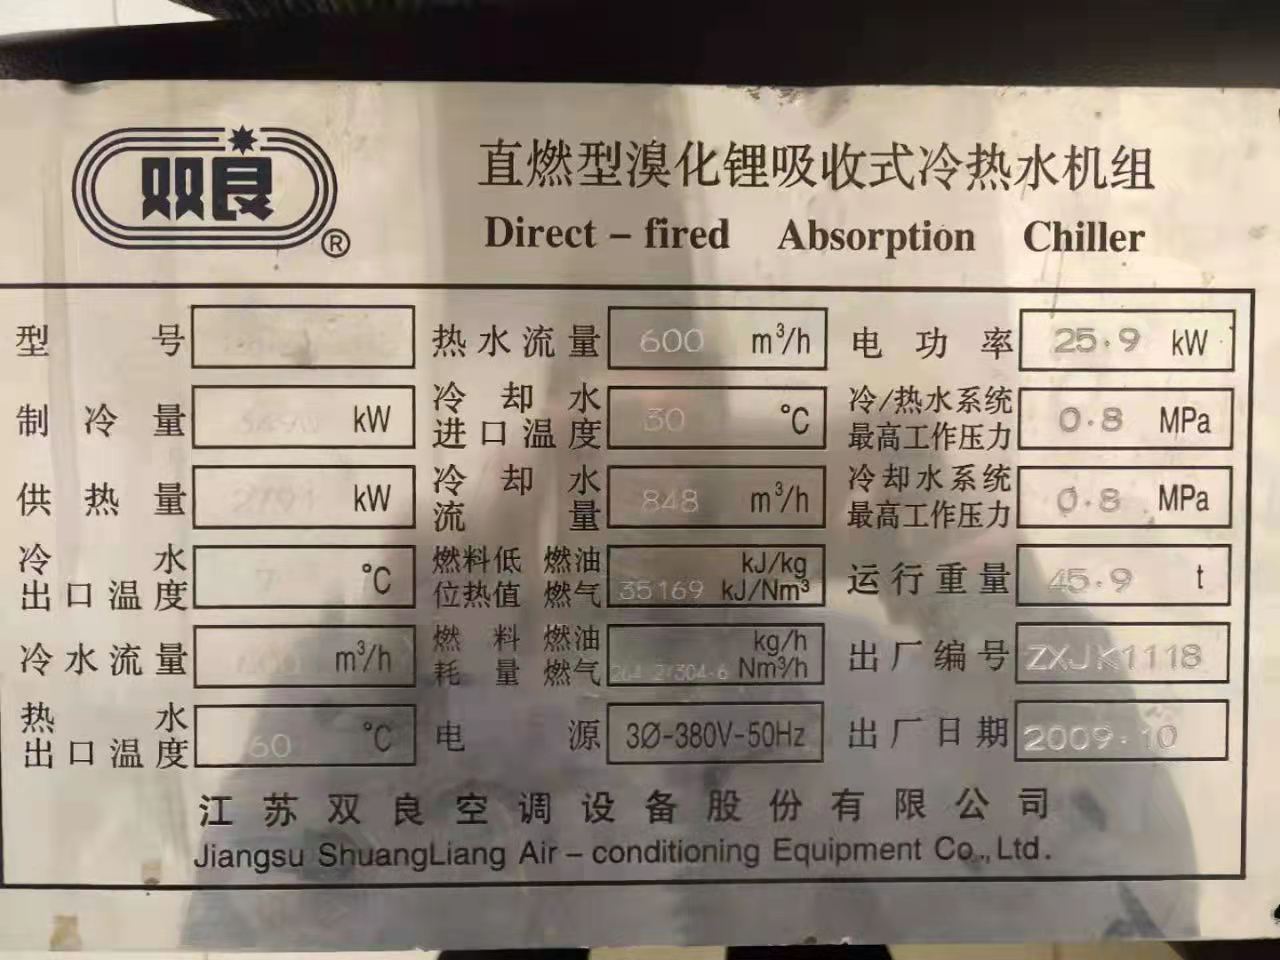 双良®
直燃型溴化锂吸收式冷热水机组
Direct – fired Absorption Chiller
型号
热水流量 600 m³/h
电功率 25.9 kW
制冷量 kW
冷却水进口温度 30 °C
冷/热水系统最高工作压力 0.8 MPa
供热量 2791 kW
冷却水流量 848 m³/h
冷却水系统最高工作压力 0.8 MPa
冷水出口温度 7 °C
燃料低位热值 燃油 kJ/kg
燃气 35169 kJ/Nm³
运行重量 45.9 t
冷水流量 m³/h
燃料耗量 燃油 kg/h
燃气 Nm³/h
出厂编号 ZXJK1118
热水出口温度 60 °C
电源 3Ø-380V-50Hz
出厂日期 2009.10
江苏双良空调设备股份有限公司
Jiangsu ShuangLiang Air – conditioning Equipment Co.,Ltd.